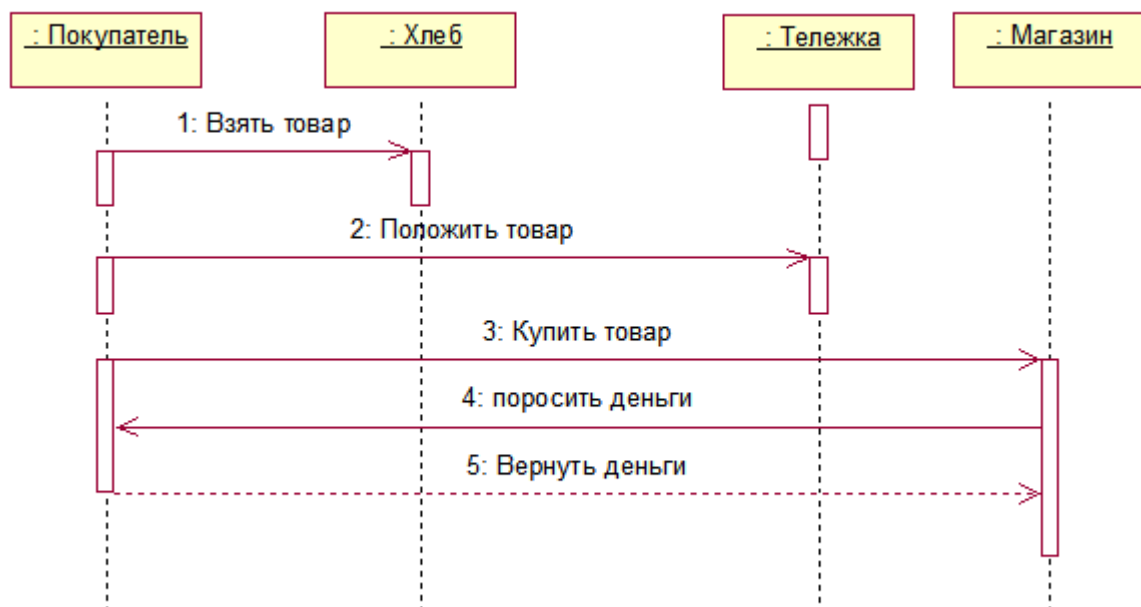 : Покупатель
: Хлеб
: Тележка
: Магазин
1: Взять товар
2: Положить товар
3: Купить товар
4: поросить деньги
5: Вернуть деньги